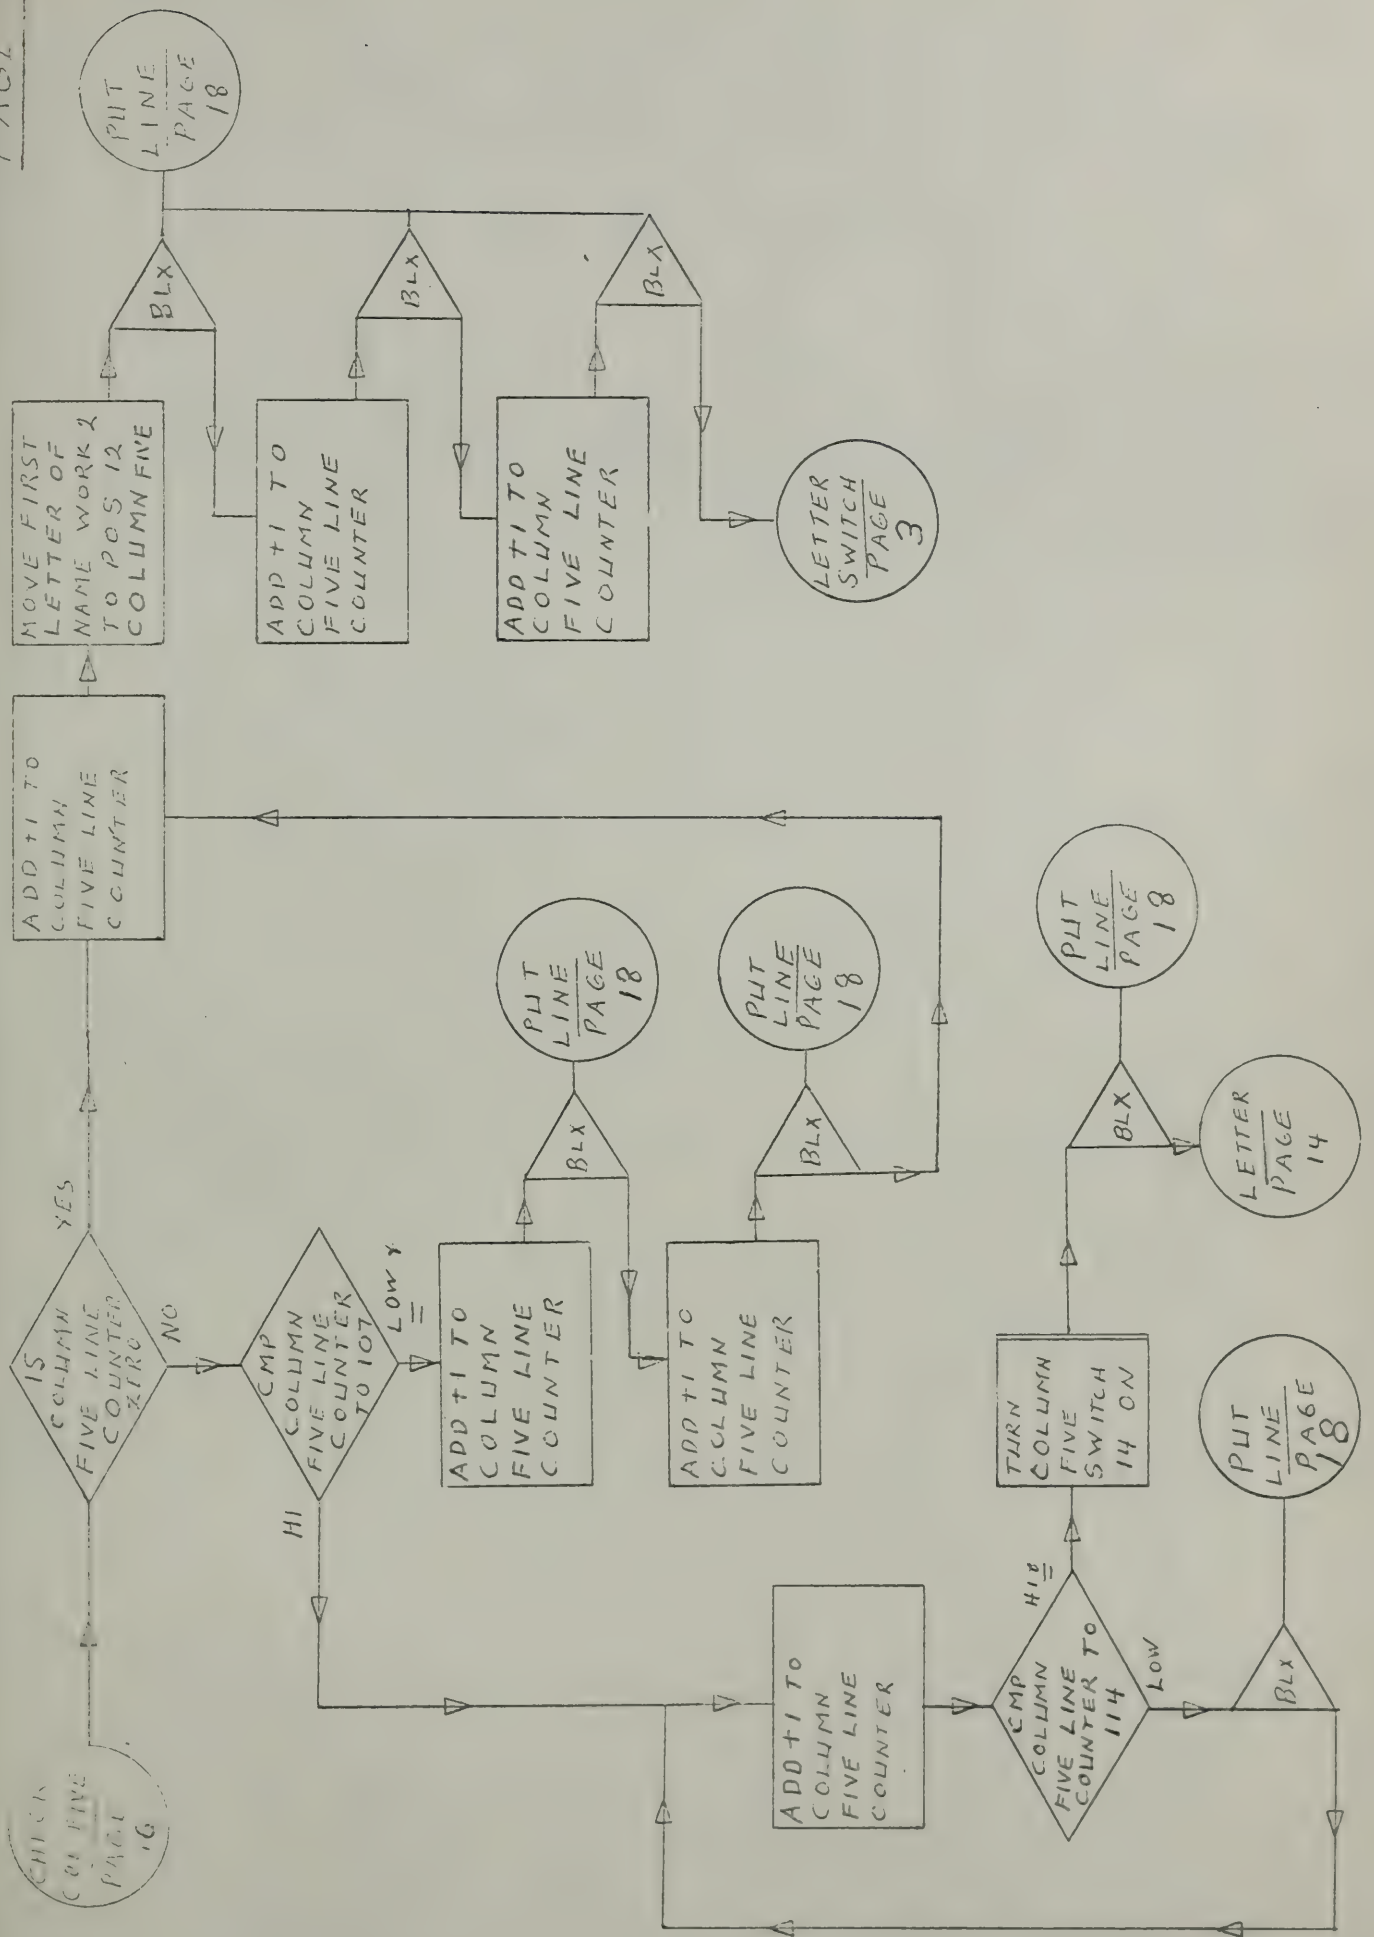 PAGE
CHECK
COL FIVE
PAGE
16
IS
COLUMN
FIVE LINE
COUNTER
ZERO
YES
NO
ADD +1 TO
COLUMN
FIVE LINE
COUNTER
MOVE FIRST
LETTER OF
NAME WORK 2
TO POS 12
COLUMN FIVE
BLX
PUT
LINE
PAGE
18
ADD +1 TO
COLUMN
FIVE LINE
COUNTER
BLX
ADD +1 TO
COLUMN
FIVE LINE
COUNTER
BLX
LETTER
SWITCH
PAGE
3
CMP
COLUMN
FIVE LINE
COUNTER
TO 107
HI
LOW &
=
ADD +1 TO
COLUMN
FIVE LINE
COUNTER
BLX
PUT
LINE
PAGE
18
ADD +1 TO
COLUMN
FIVE LINE
COUNTER
BLX
PUT
LINE
PAGE
18
ADD +1 TO
COLUMN
FIVE LINE
COUNTER
CMP
COLUMN
FIVE LINE
COUNTER TO
114
HI &
=
LOW
TURN
COLUMN
FIVE
SWITCH
14 ON
BLX
PUT
LINE
PAGE
18
LETTER
PAGE
14
BLX
PUT
LINE
PAGE
18